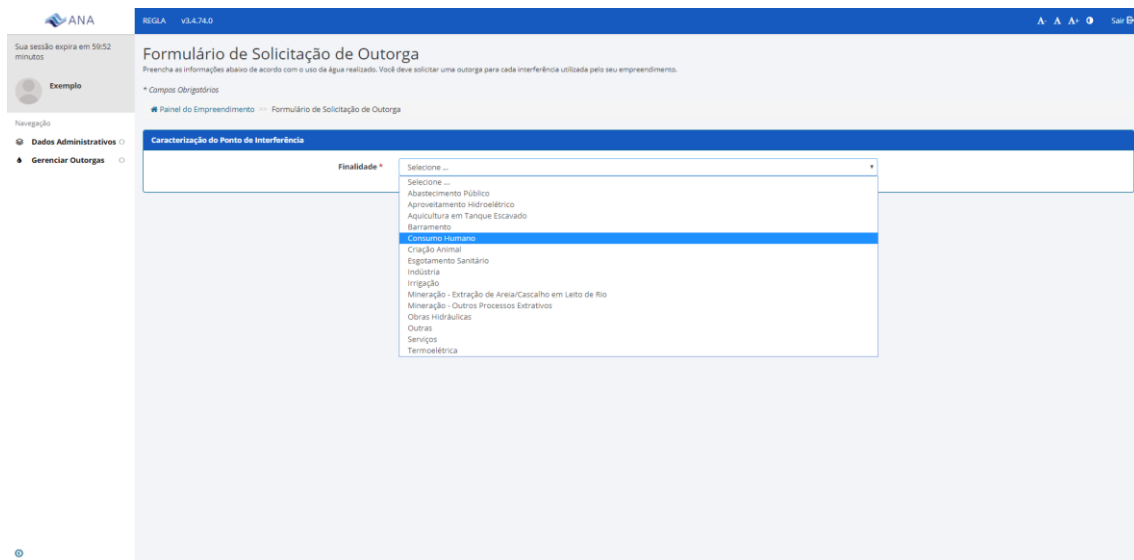 ANA
REGLA v3.4.74.0
A- A A+ Sair
Sua sessão expira em 59:52
minutos
Exemplo
Navegação
Dados Administrativos
Gerenciar Outorgas
Formulário de Solicitação de Outorga
Preencha as informações abaixo de acordo com o uso da água realizado. Você deve solicitar uma outorga para cada interferência utilizada pelo seu empreendimento.
* Campos Obrigatórios
Painel do Empreendimento >> Formulário de Solicitação de Outorga
Caracterização do Ponto de Interferência
Finalidade * Selecione ...
Selecione ...
Abastecimento Público
Aproveitamento Hidroelétrico
Aquicultura em Tanque Escavado
Barramento
Consumo Humano
Criação Animal
Esgotamento Sanitário
Indústria
Irrigação
Mineração - Extração de Areia/Cascalho em Leito de Rio
Mineração - Outros Processos Extrativos
Obras Hidráulicas
Outras
Serviços
Termoelétrica